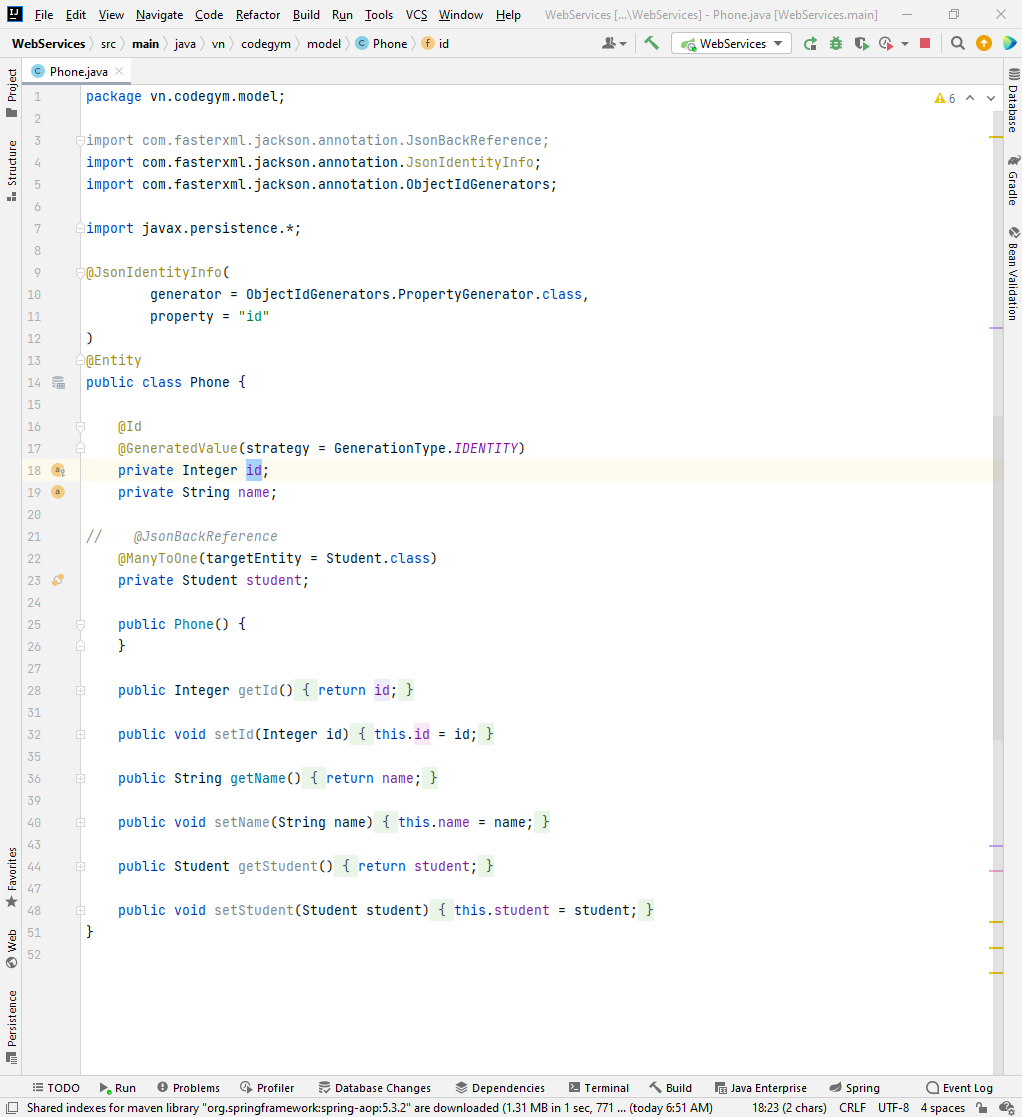 File Edit View Navigate Code Refactor Build Run Tools VCS Window Help WebServices [...\WebServices] - Phone.java [WebServices.main]
WebServices src main java vn codegym model C Phone f id WebServices
C Phone.java
Project
Structure
Favorites
Web
Persistence
1 package vn.codegym.model; 6
2
3 import com.fasterxml.jackson.annotation.JsonBackReference;
4 import com.fasterxml.jackson.annotation.JsonIdentityInfo;
5 import com.fasterxml.jackson.annotation.ObjectIdGenerators;
6
7 import javax.persistence.*;
8
9 @JsonIdentityInfo(
10 generator = ObjectIdGenerators.PropertyGenerator.class,
11 property = "id"
12 )
13 @Entity
14 public class Phone {
15
16 @Id
17 @GeneratedValue(strategy = GenerationType.IDENTITY)
18 private Integer id;
19 private String name;
20
21 // @JsonBackReference
22 @ManyToOne(targetEntity = Student.class)
23 private Student student;
24
25 public Phone() {
26 }
27
28 public Integer getId() { return id; }
31
32 public void setId(Integer id) { this.id = id; }
35
36 public String getName() { return name; }
39
40 public void setName(String name) { this.name = name; }
43
44 public Student getStudent() { return student; }
47
48 public void setStudent(Student student) { this.student = student; }
51 }
52
Database
Gradle
Bean Validation
TODO Run Problems Profiler Database Changes Dependencies Terminal Build Java Enterprise Spring Event Log
Shared indexes for maven library "org.springframework:spring-aop:5.3.2" are downloaded (1.31 MB in 1 sec, 771 ... (today 6:51 AM) 18:23 (2 chars) CRLF UTF-8 4 spaces